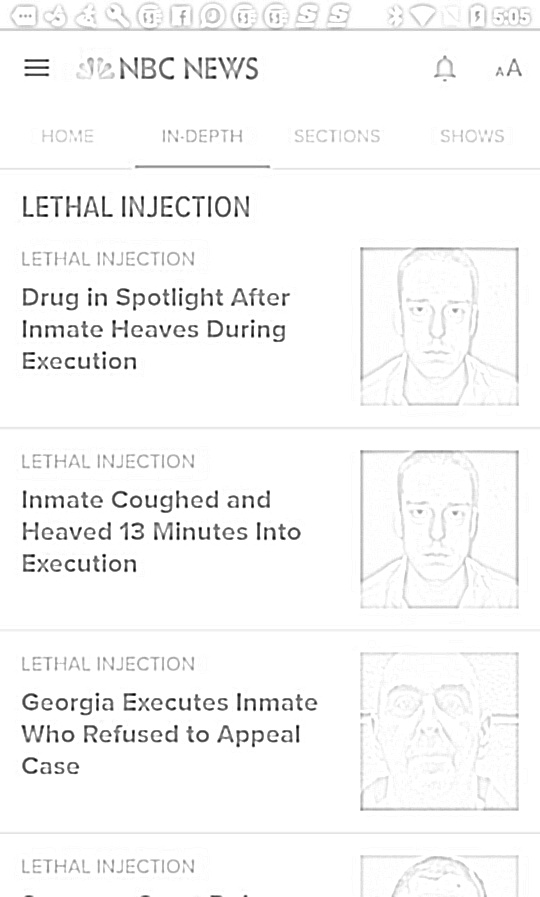 5:05
NBC NEWS
AA
HOME
IN-DEPTH
SECTIONS
SHOWS
LETHAL INJECTION
LETHAL INJECTION
Drug in Spotlight After
Inmate Heaves During
Execution
LETHAL INJECTION
Inmate Coughed and
Heaved 13 Minutes Into
Execution
LETHAL INJECTION
Georgia Executes Inmate
Who Refused to Appeal
Case
LETHAL INJECTION